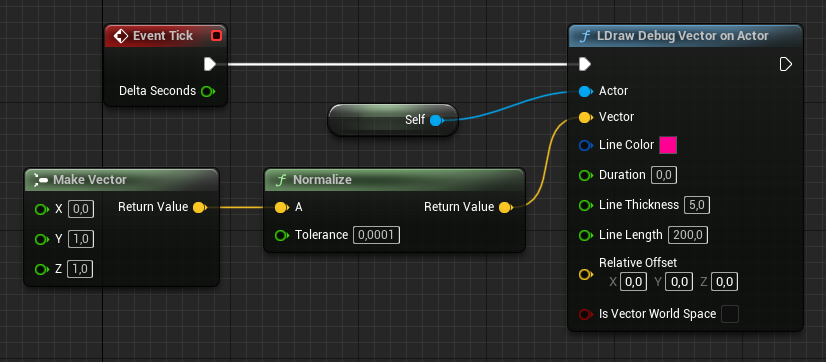 Event Tick
Delta Seconds
Self
Make Vector
X 0,0
Return Value
Y 1,0
Z 1,0
Normalize
A
Return Value
Tolerance 0,0001
LDraw Debug Vector on Actor
Actor
Vector
Line Color
Duration 0,0
Line Thickness 5,0
Line Length 200,0
Relative Offset
X 0,0 Y 0,0 Z 0,0
Is Vector World Space